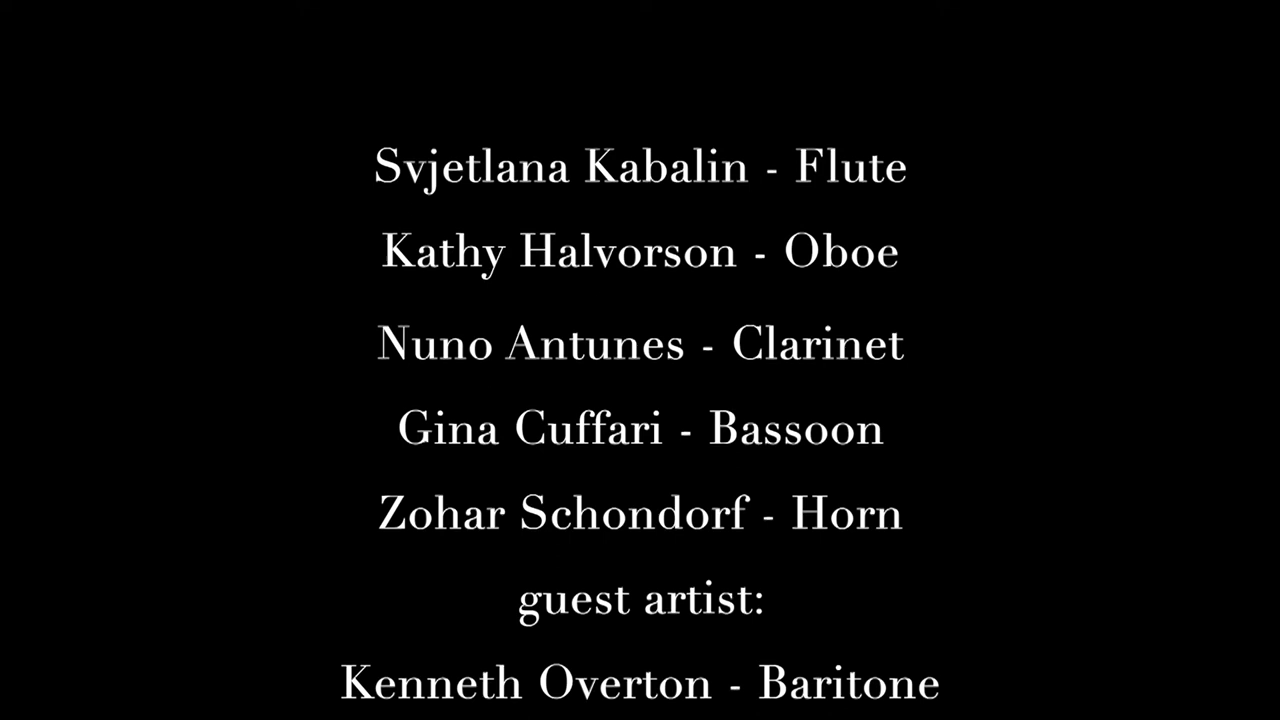 Svjetlana Kabalin - Flute
Kathy Halvorson - Oboe
Nuno Antunes - Clarinet
Gina Cuffari - Bassoon
Zohar Schondorf - Horn
guest artist:
Kenneth Overton - Baritone